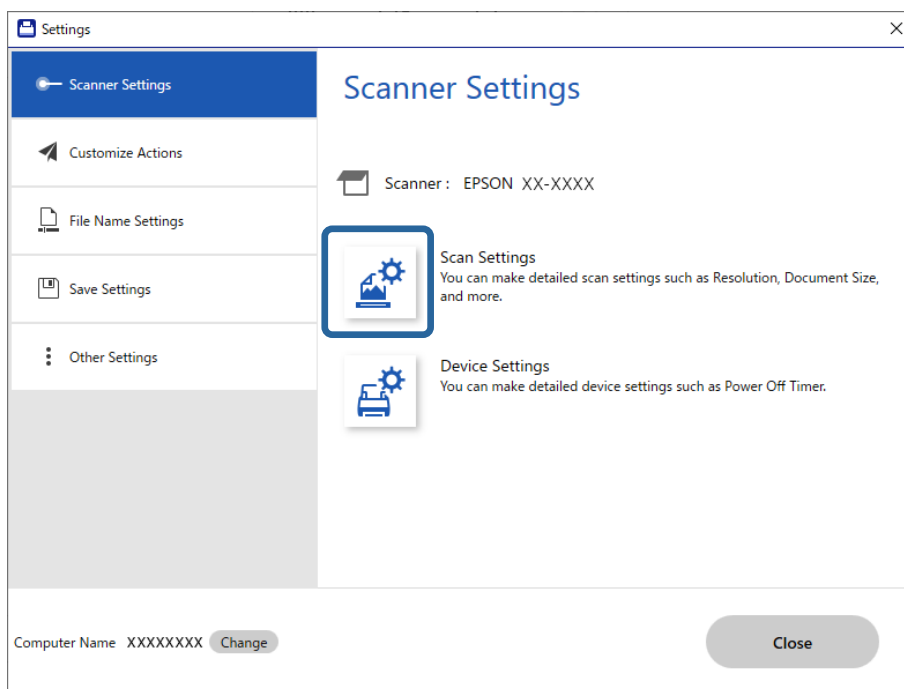 Settings
Scanner Settings
Customize Actions
File Name Settings
Save Settings
Other Settings
Scanner Settings
Scanner : EPSON XX-XXXX
Scan Settings
You can make detailed scan settings such as Resolution, Document Size,
and more.
Device Settings
You can make detailed device settings such as Power Off Timer.
Computer Name XXXXXXXX Change
Close